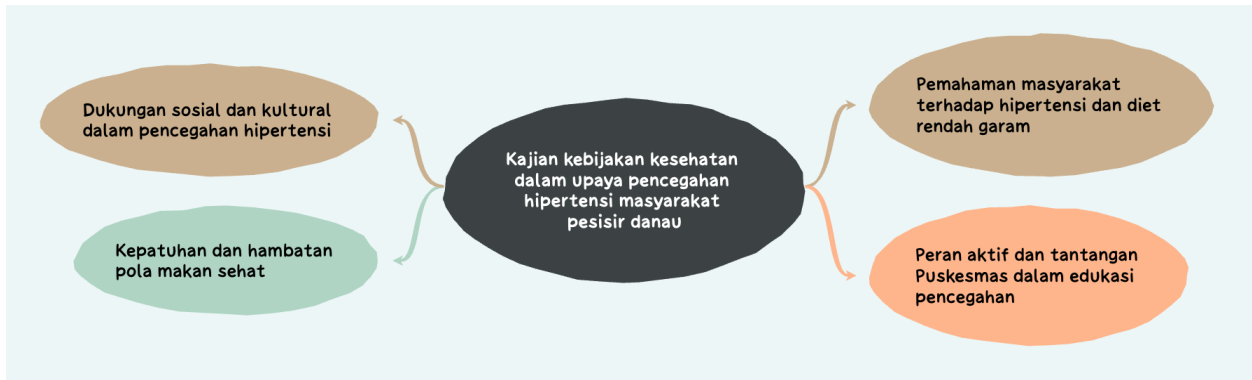 Dukungan sosial dan kultural
dalam pencegahan hipertensi
Kepatuhan dan hambatan
pola makan sehat
Kajian kebijakan kesehatan
dalam upaya pencegahan
hipertensi masyarakat
pesisir danau
Pemahaman masyarakat
terhadap hipertensi dan diet
rendah garam
Peran aktif dan tantangan
Puskesmas dalam edukasi
pencegahan